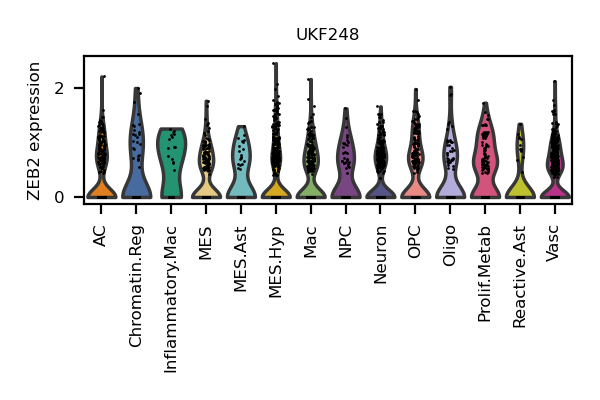 UKF248
ZEB2 expression
2
0
AC
Chromatin.Reg
Inflammatory.Mac
MES
MES.Ast
MES.Hyp
Mac
NPC
Neuron
OPC
Oligo
Prolif.Metab
Reactive.Ast
Vasc